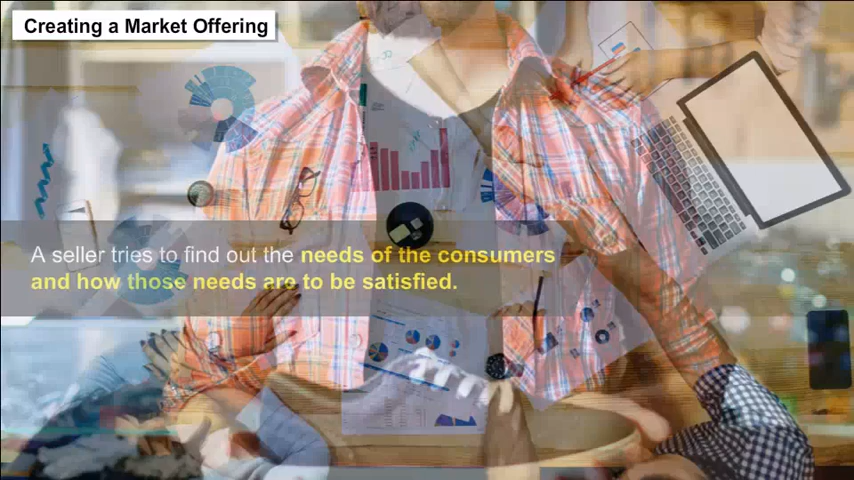 Creating a Market Offering
A seller tries to find out the needs of the consumers
and how those needs are to be satisfied.